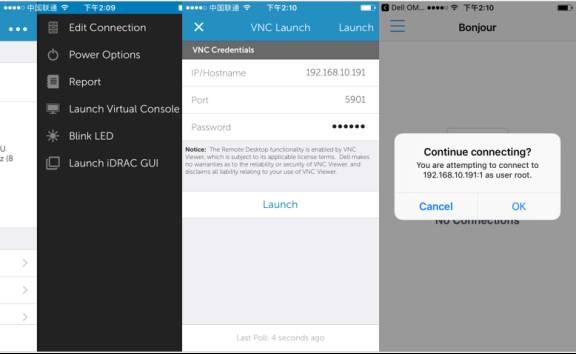 中国联通 下午2:09
U
z (8
Edit Connection
Power Options
Report
Launch Virtual Console
Blink LED
Launch iDRAC GUI
中国联通 下午2:10
VNC Launch Launch
VNC Credentials
IP/Hostname 192.168.10.191
Port 5901
Password ••••••
Notice: The Remote Desktop functionality is enabled by VNC
Viewer, which is subject to its applicable license terms. Dell makes
no warranties as to the reliability or security of VNC Viewer, and
disclaims all liability relating to your use of VNC Viewer.
Launch
Last Poll: 4 seconds ago
Dell OM... 下午2:10
Bonjour
Continue connecting?
You are attempting to connect to
192.168.10.191:1 as user root.
Cancel OK
No Connections